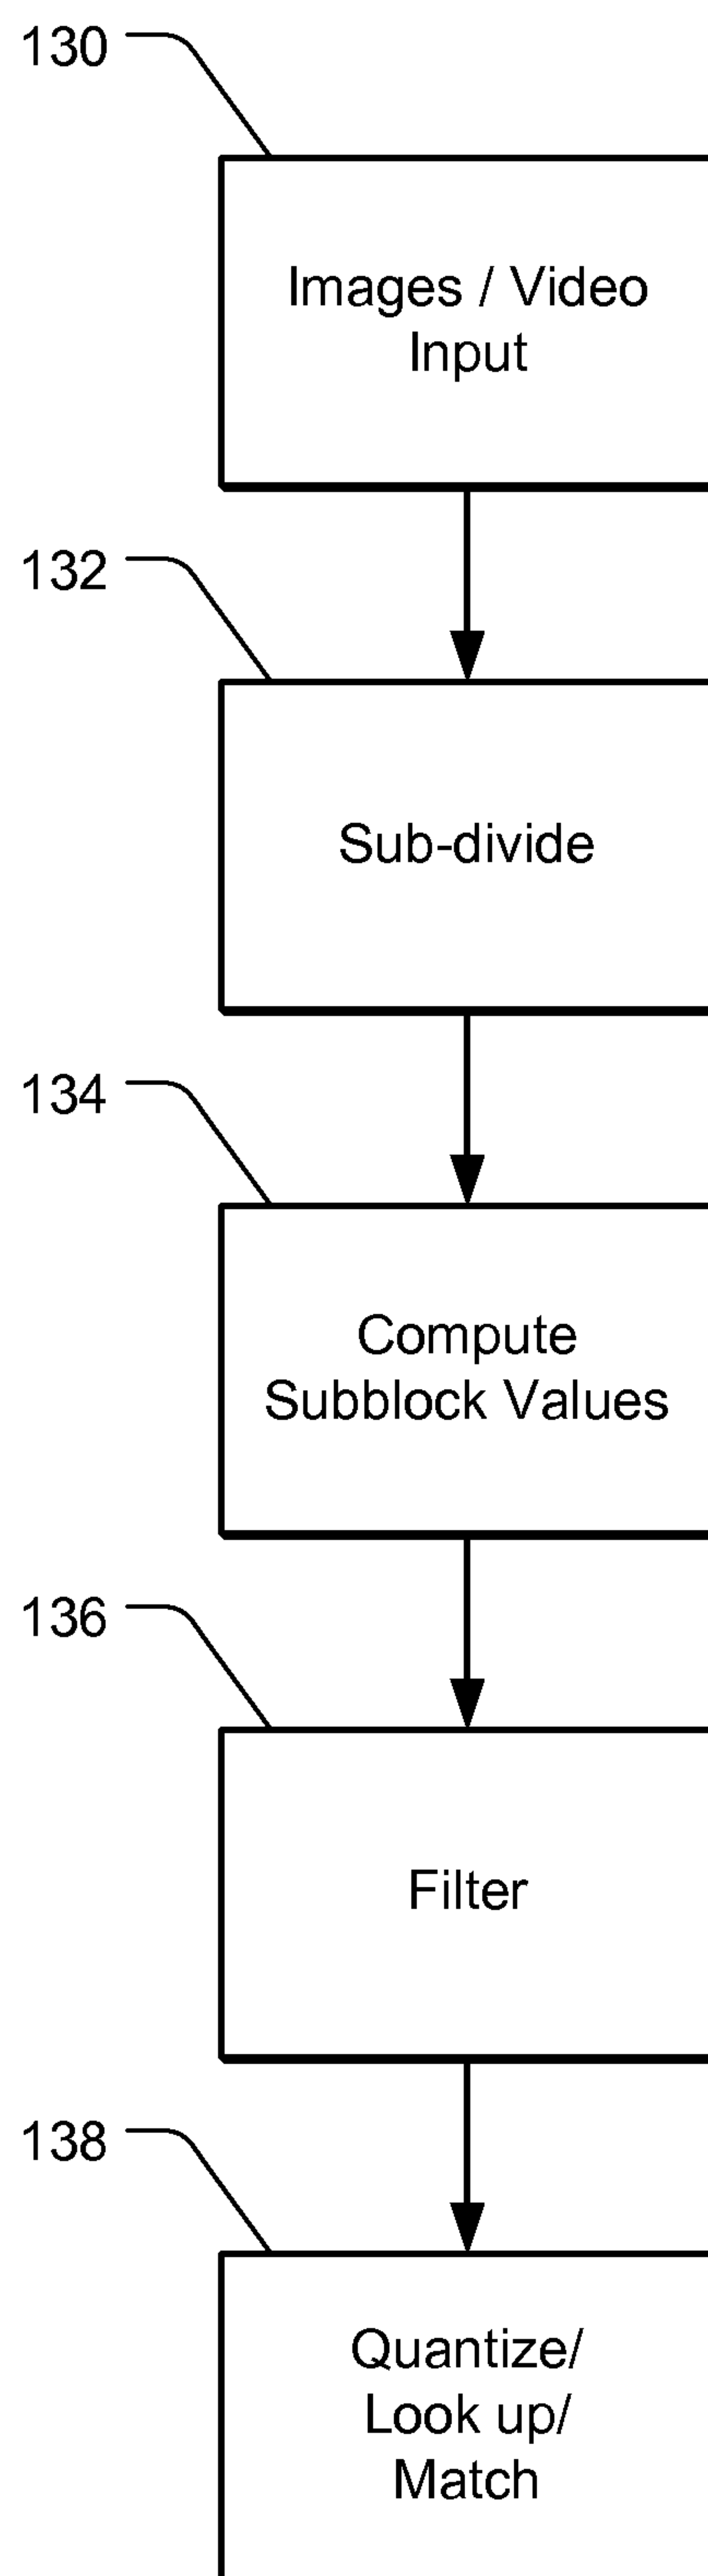 130
Images / Video
Input
132
Sub-divide
134
Compute
Subblock Values
136
Filter
138
Quantize/
Look up/
Match